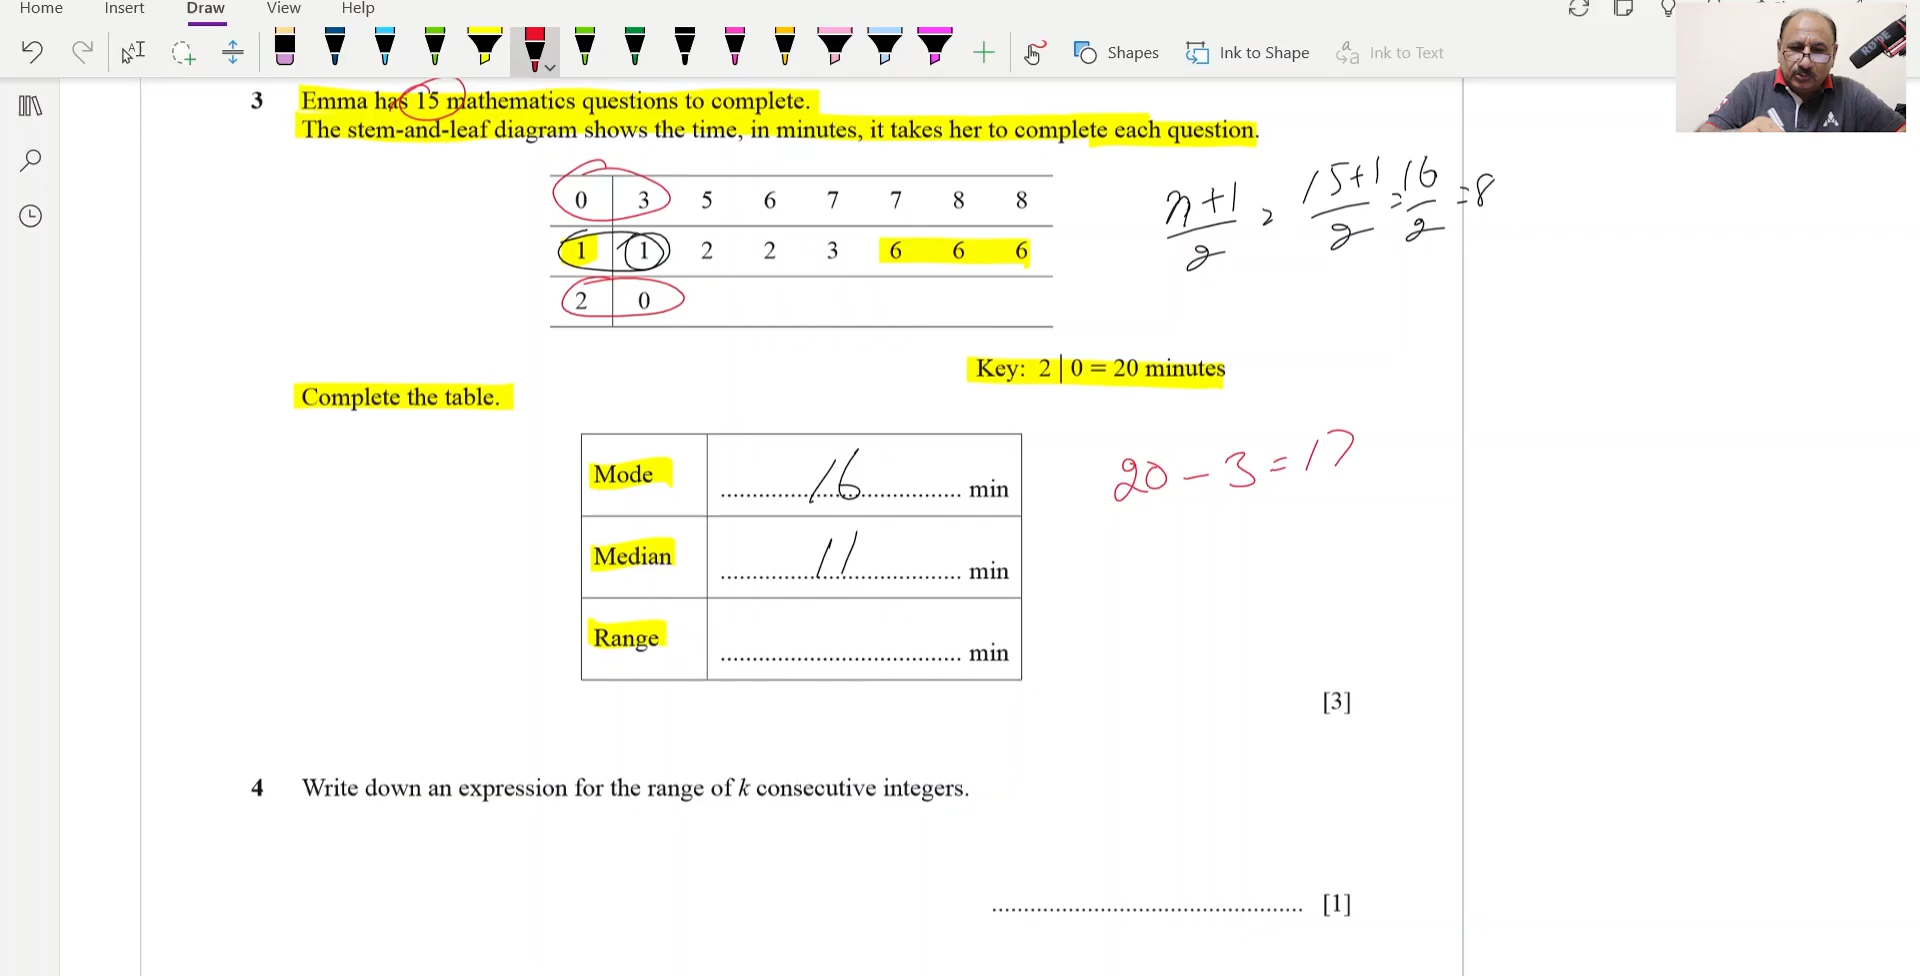 Home Insert Draw View Help
Shapes Ink to Shape Ink to Text
3 Emma has 15 mathematics questions to complete.
The stem-and-leaf diagram shows the time, in minutes, it takes her to complete each question.
0 3 5 6 7 7 8 8
1 1 2 2 3 6 6 6
2 0
n+1/2 = 15+1/2 = 16/2 = 8
Key: 2 | 0 = 20 minutes
Complete the table.
Mode 16 min
20 - 3 = 17
Median 11 min
Range min
[3]
4 Write down an expression for the range of k consecutive integers.
[1]
RØDE